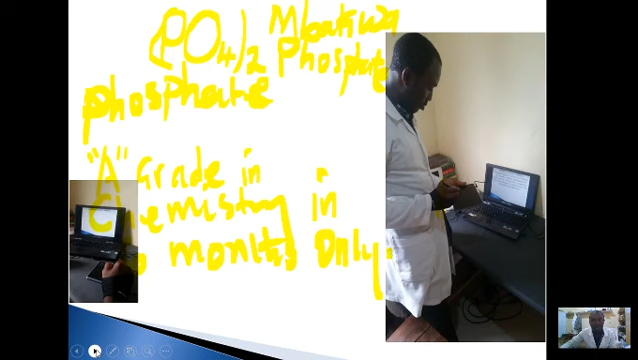 (PO4)2
Phosphate
phosphate
"A" Grade in
Chemistry in
months Only